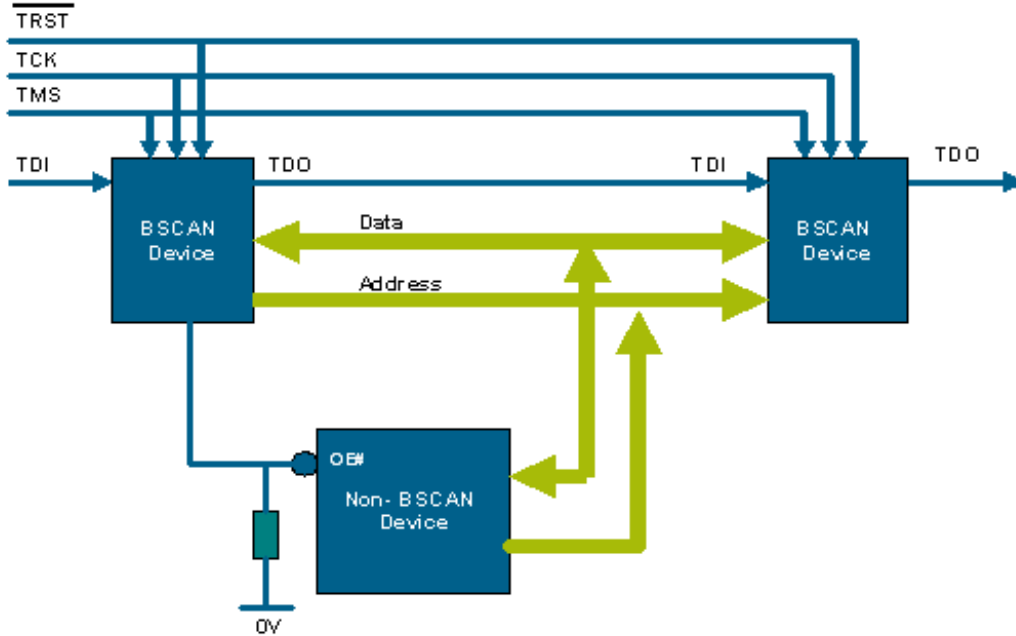 TRST
TCK
TMS
TDI
TDO
TDI
TDO
BSCAN
Device
BSCAN
Device
Data
Address
OE#
Non-BSCAN
Device
0V